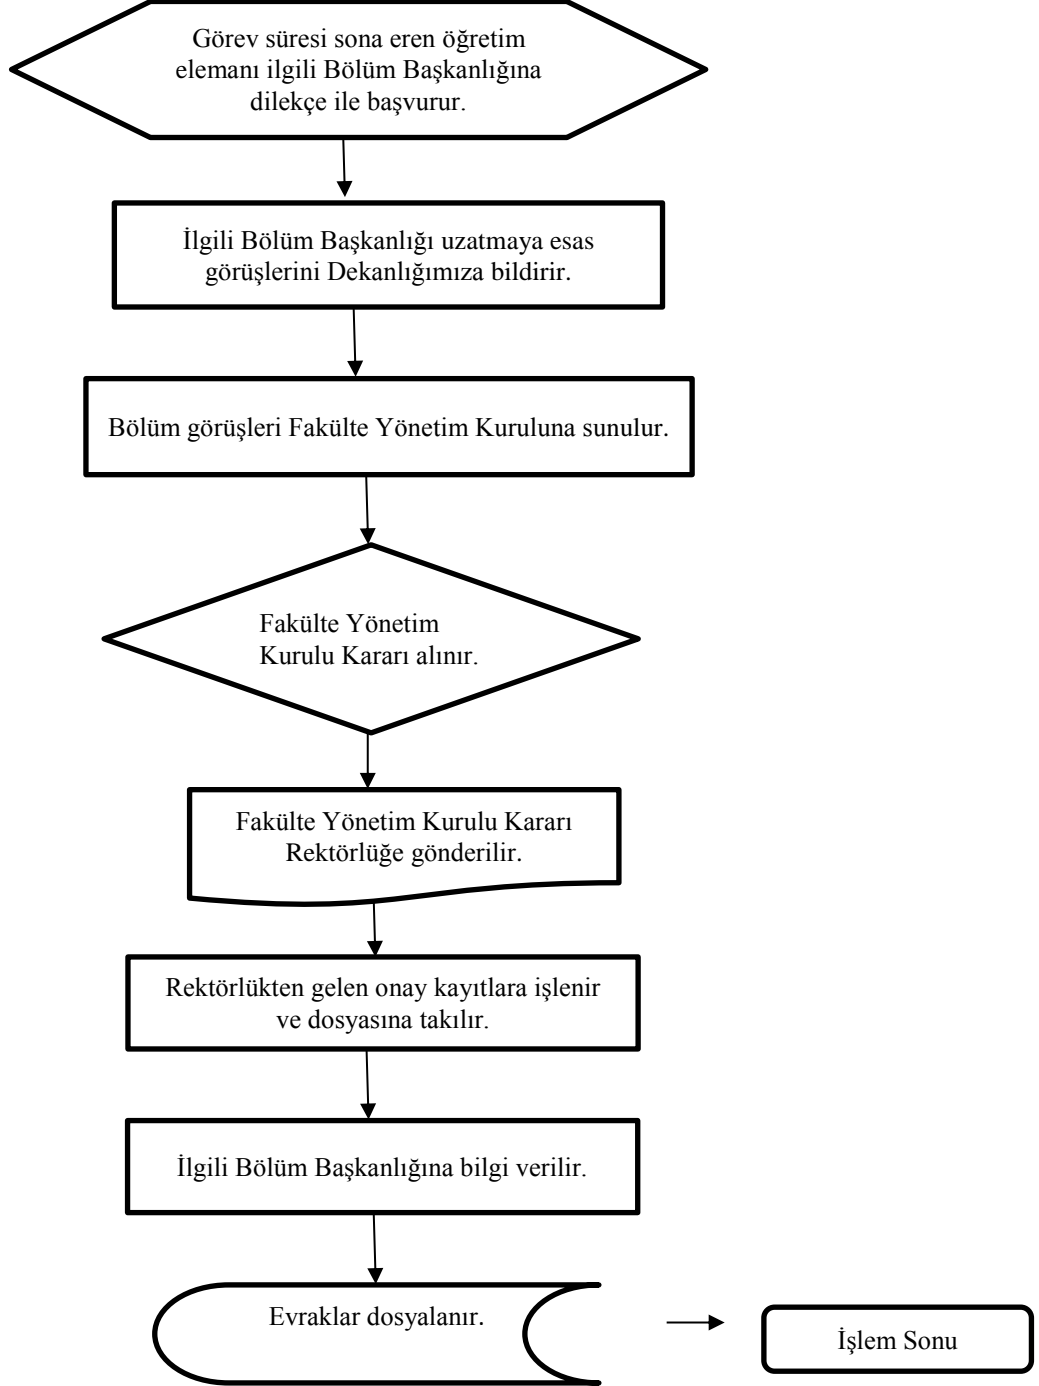 Görev süresi sona eren öğretim
elemanı ilgili Bölüm Başkanlığına
dilekçe ile başvurur.
İlgili Bölüm Başkanlığı uzatmaya esas
görüşlerini Dekanlığımıza bildirir.
Bölüm görüşleri Fakülte Yönetim Kuruluna sunulur.
Fakülte Yönetim
Kurulu Kararı alınır.
Fakülte Yönetim Kurulu Kararı
Rektörlüğe gönderilir.
Rektörlükten gelen onay kayıtlara işlenir
ve dosyasına takılır.
İlgili Bölüm Başkanlığına bilgi verilir.
Evraklar dosyalanır.
İşlem Sonu